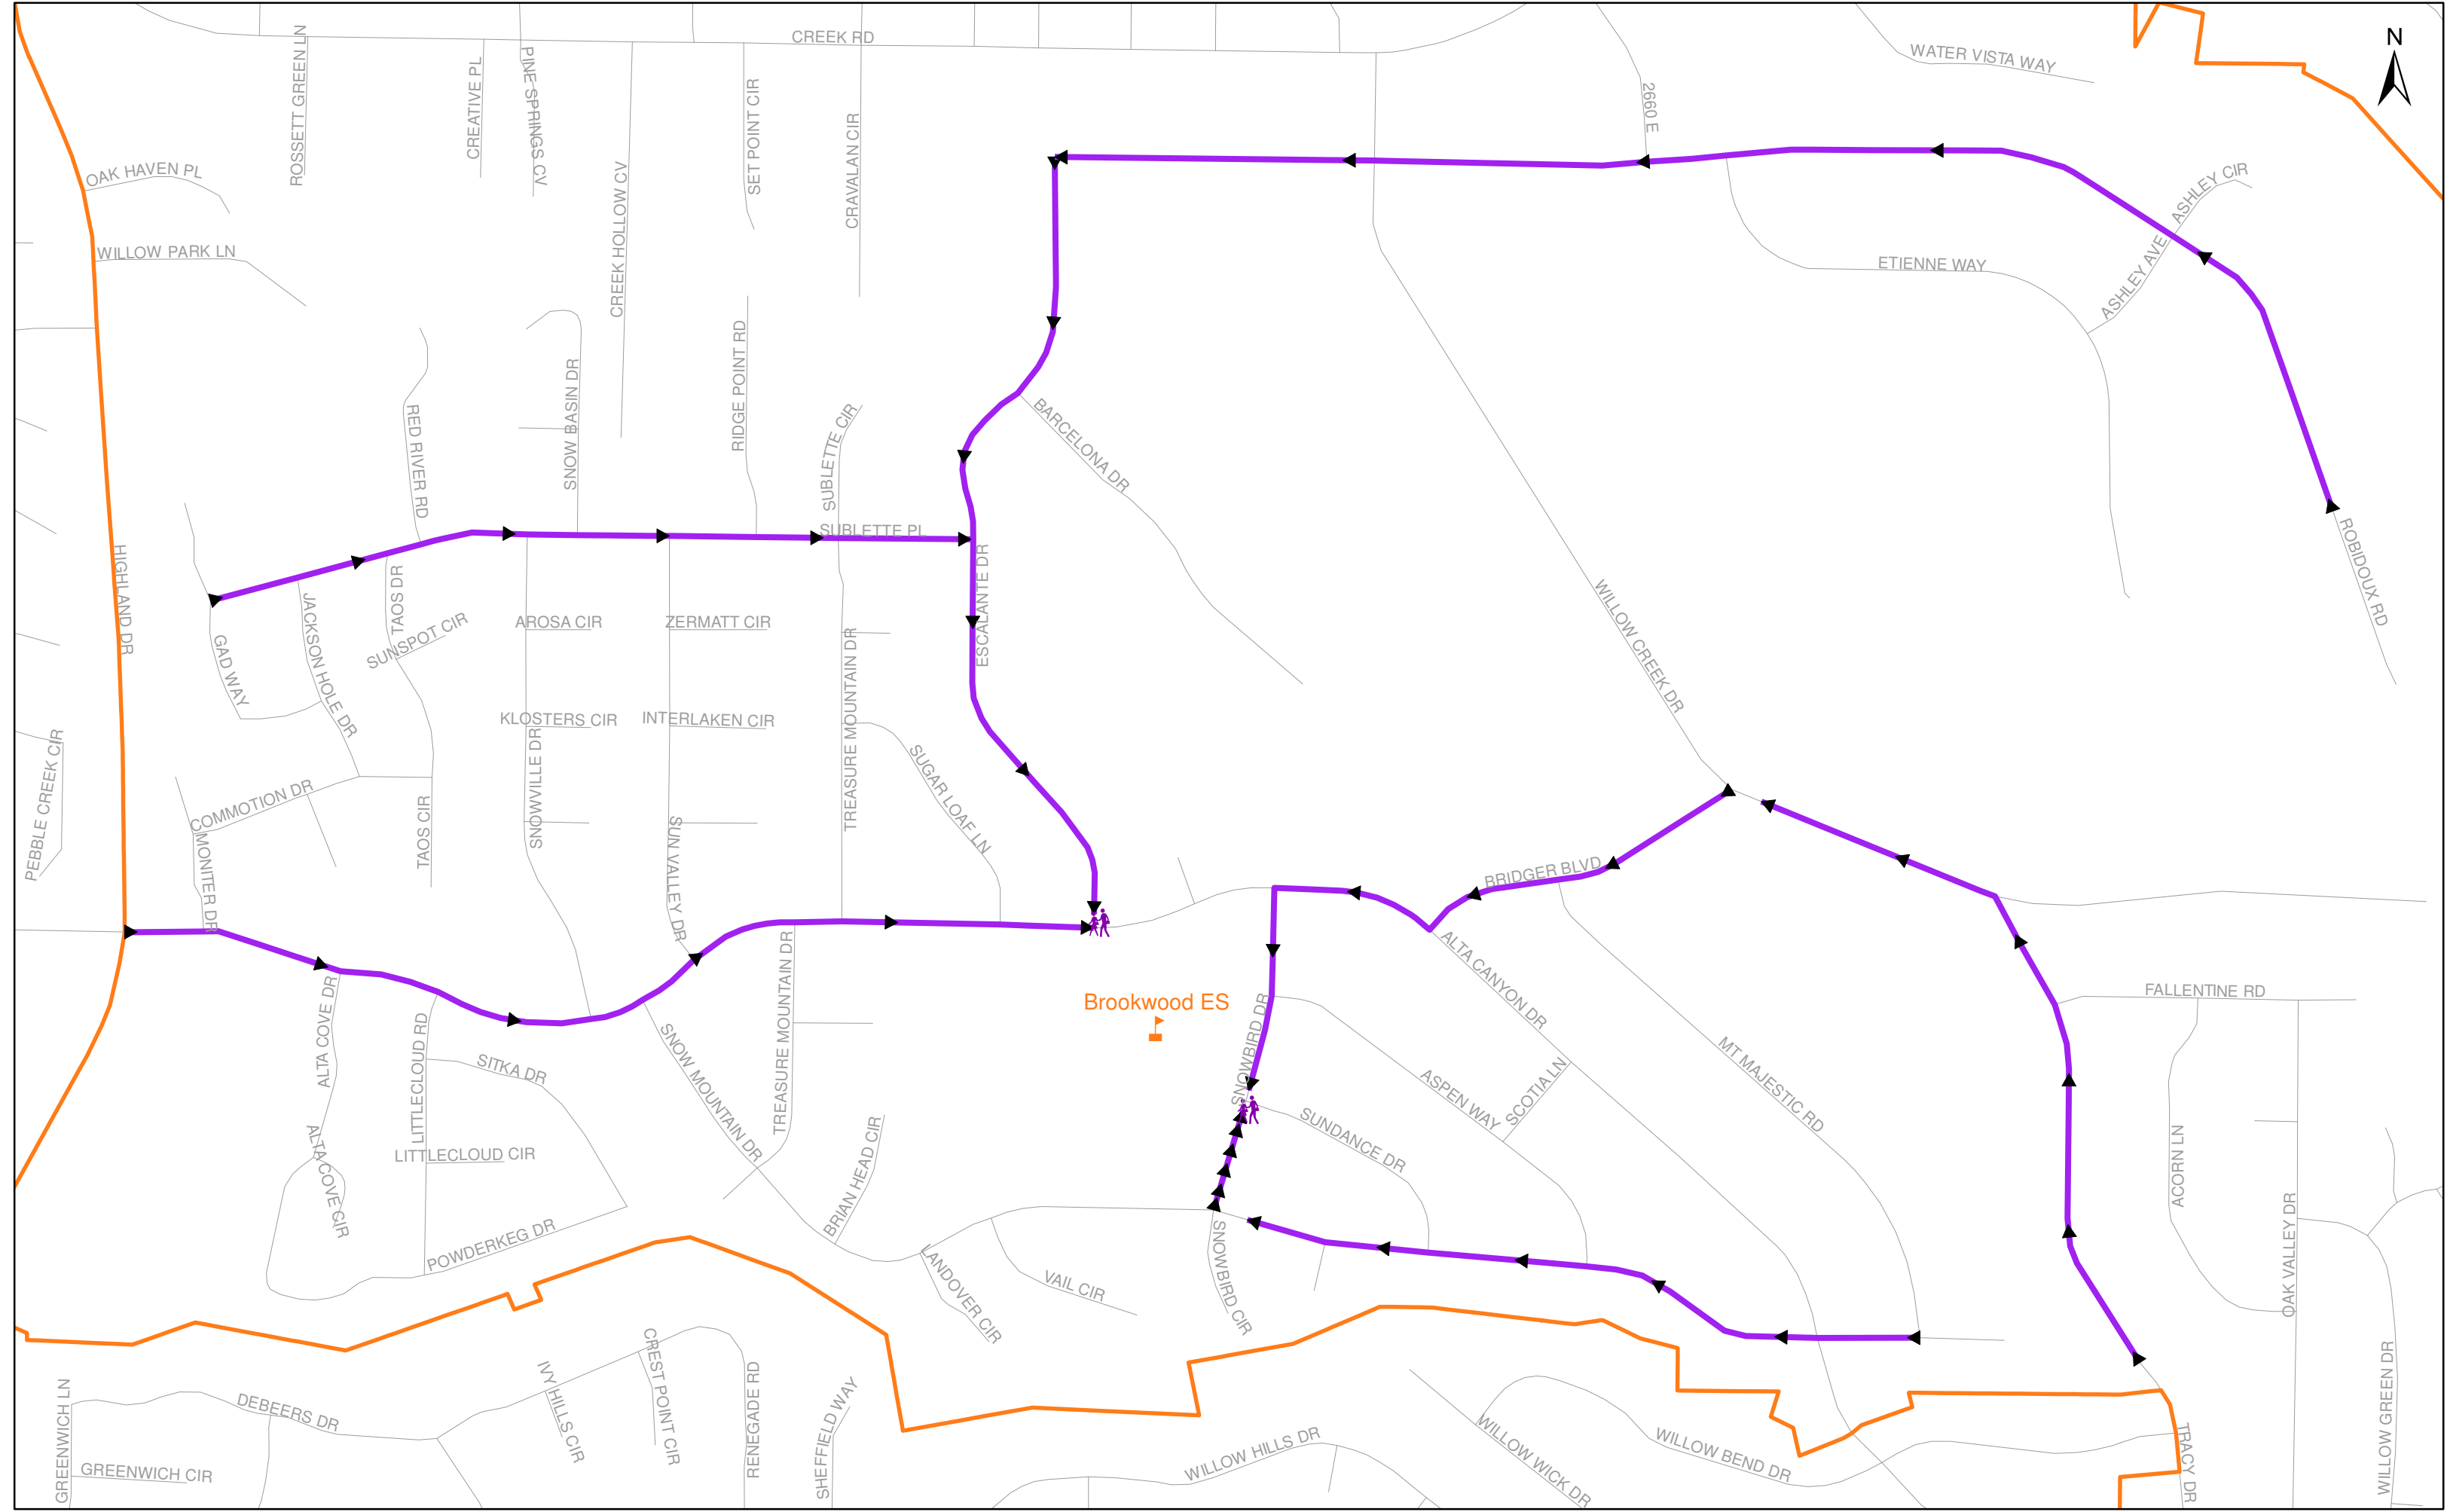 CREEK RD
WATER VISTA WAY
N
ROSSETT GREEN LN
CREATIVE PL
PINE SPRINGS CV
SET POINT CIR
CRAVALAN CIR
2660 E
OAK HAVEN PL
ASHLEY CIR
WILLOW PARK LN
CREEK HOLLOW CV
ASHLEY AVE
ETIENNE WAY
RED RIVER RD
SNOW BASIN DR
RIDGE POINT RD
SUBLETTE CIR
BARCELONA DR
SUBLETTE PL
ROBIDOUX RD
HIGHLAND DR
ESCALANTE DR
JACKSON HOLE DR
TAOS DR
SUNSPOT CIR
AROSA CIR
ZERMATT CIR
GAD WAY
TREASURE MOUNTAIN DR
WILLOW CREEK DR
KLOSTERS CIR
INTERLAKEN CIR
PEBBLE CREEK CIR
SNOWVILLE DR
SUGAR LOAF LN
COMMOTION DR
MONITER DR
TAOS CIR
SUN VALLEY DR
BRIDGER BLVD
ALTA CANYON DR
ALTA COVE DR
LITTLECLOUD RD
SITKA DR
SNOW MOUNTAIN DR
TREASURE MOUNTAIN DR
Brookwood ES
SNOWBIRD DR
FALLENTINE RD
MT MAJESTIC RD
ASPEN WAY
SCOTIA LN
SUNDANCE DR
ALTA COVE CIR
LITTLECLOUD CIR
BRIAN HEAD CIR
ACORN LN
OAK VALLEY DR
POWDERKEG DR
LANDOVER CIR
VAIL CIR
SNOWBIRD CIR
CREST POINT CIR
IVY HILLS CIR
RENEGADE RD
SHEFFIELD WAY
GREENWICH LN
DEBEERS DR
GREENWICH CIR
WILLOW HILLS DR
WILLOW WICK DR
WILLOW BEND DR
TRACY DR
WILLOW GREEN DR